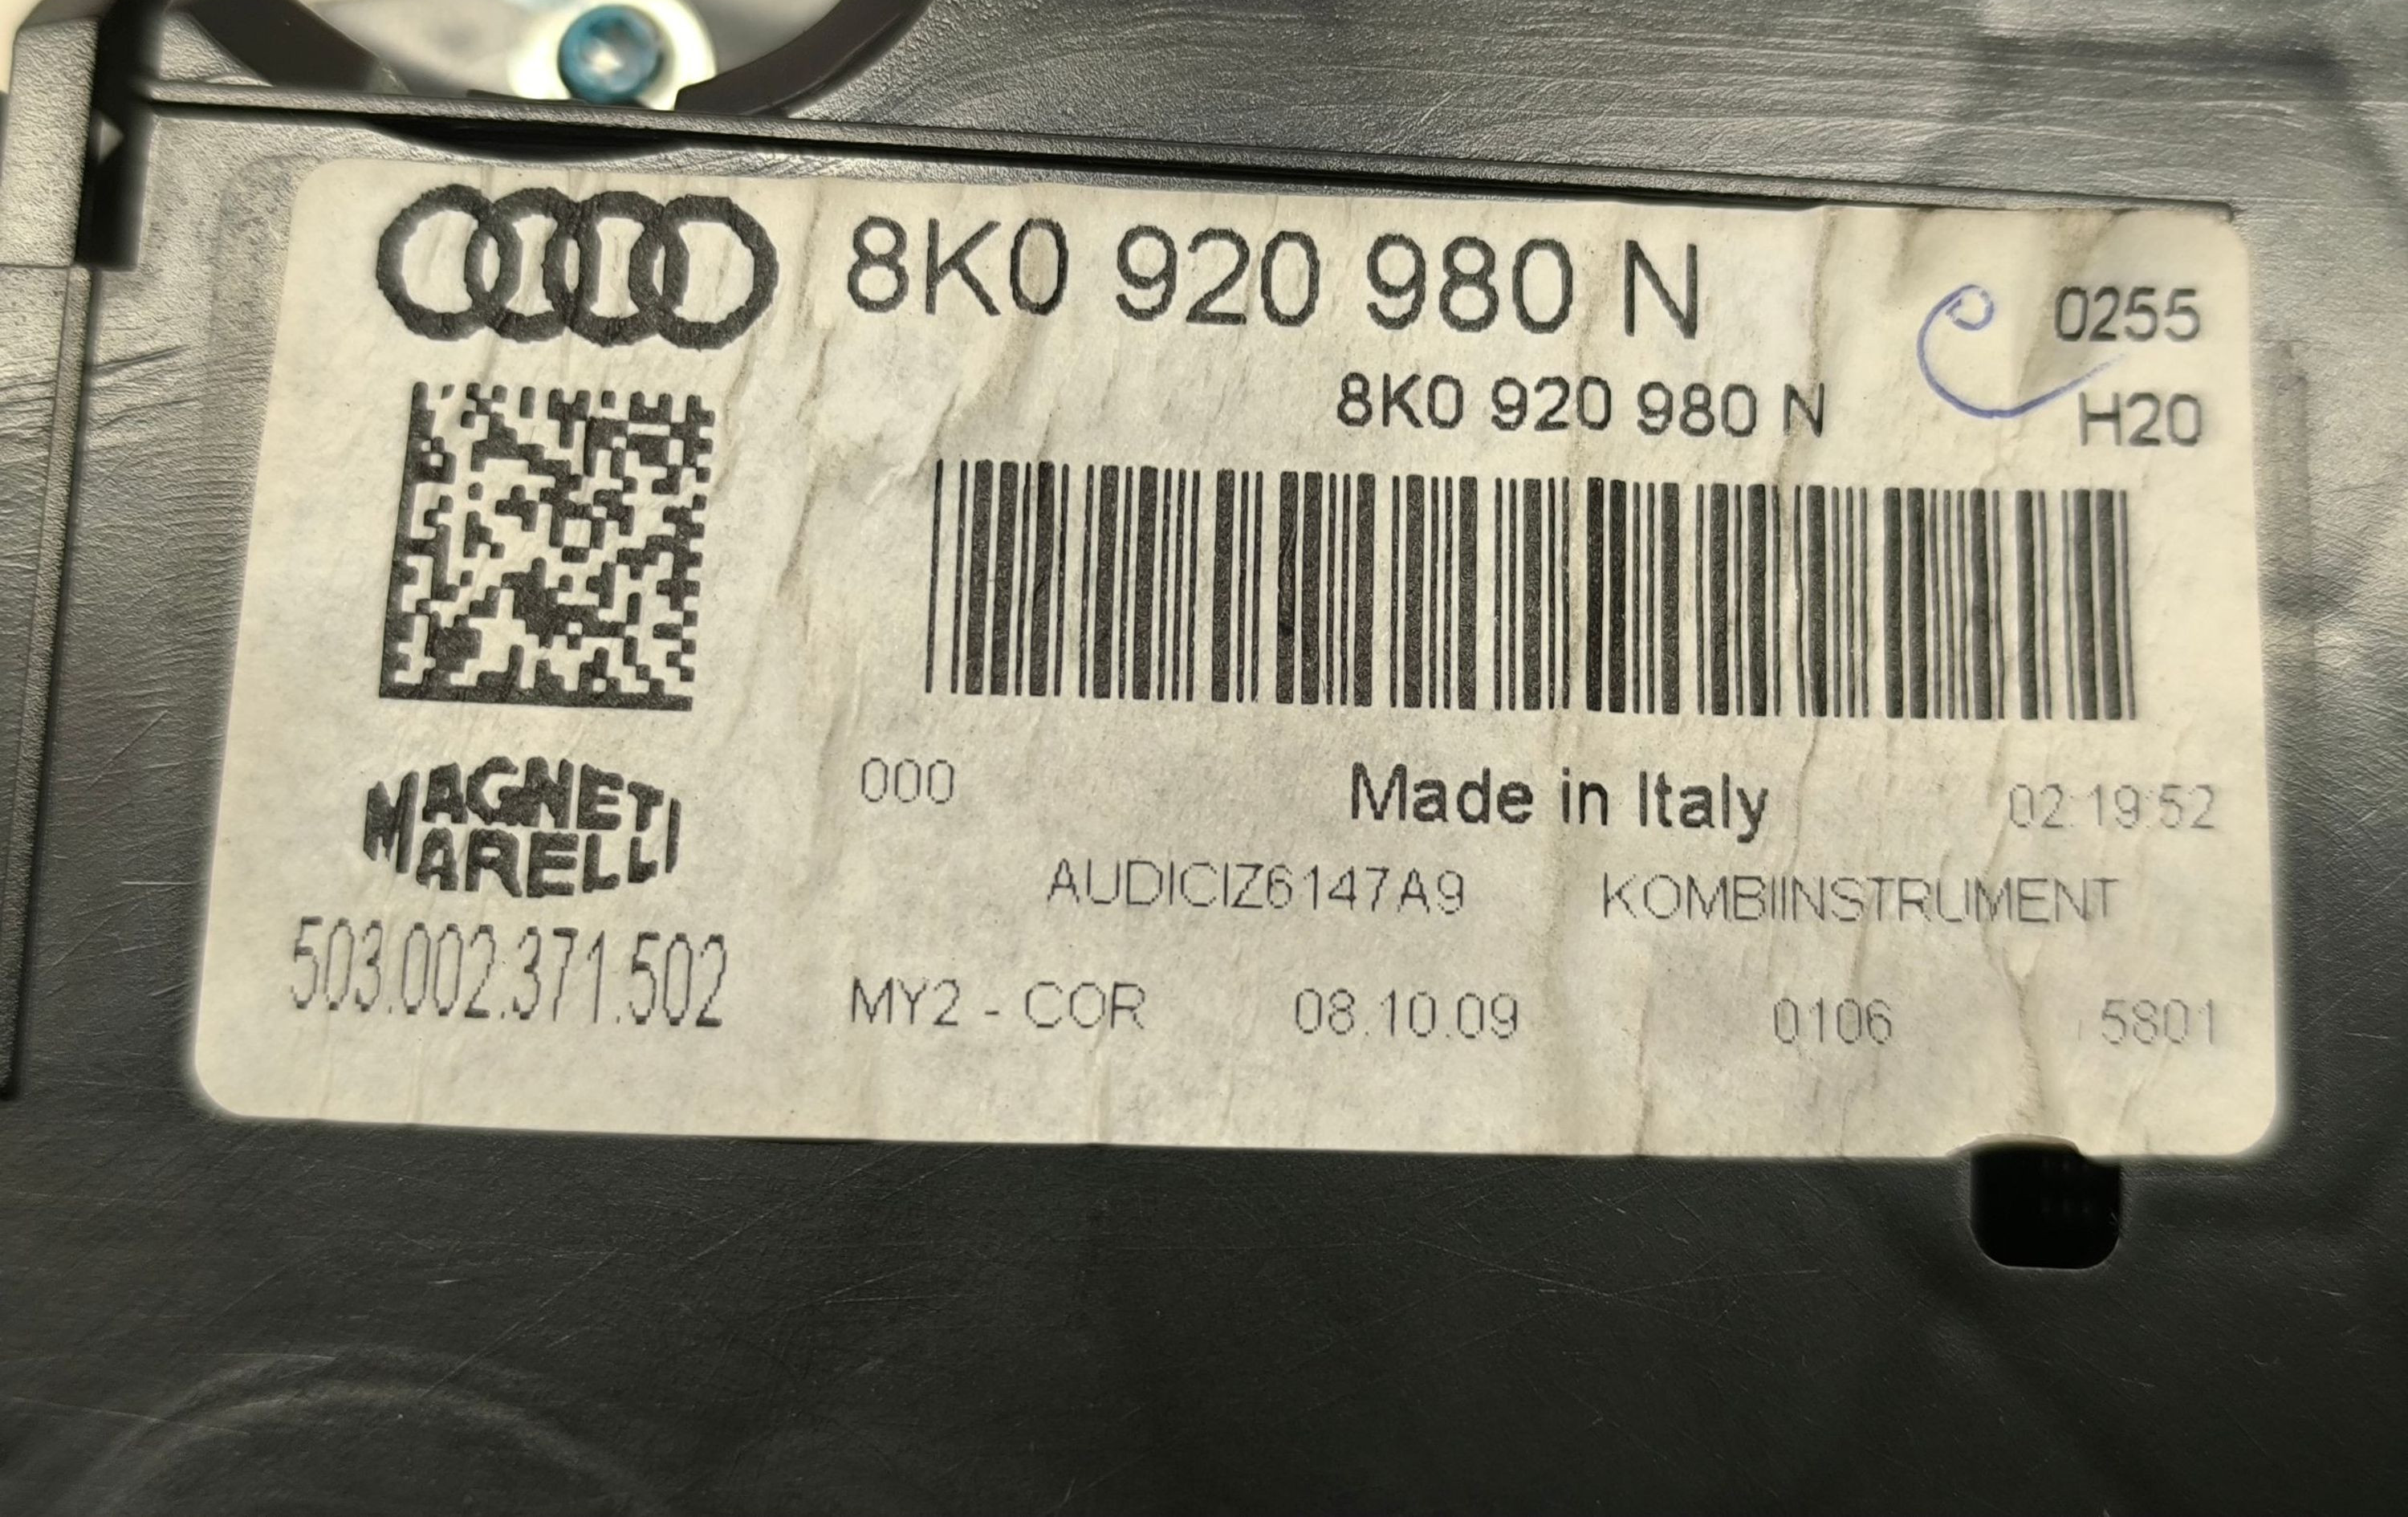 8K0 920 980 N
0255
8K0 920 980 N
H20
MAGNETI
MARELLI
000
Made in Italy
02:19:52
AUDICIZ6147A9
KOMBIINSTRUMENT
503.002.371.502
MY2 - COR
08.10.09
0106
5801